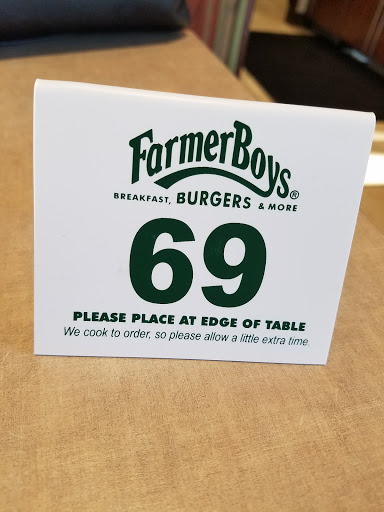 FarmerBoys®
BREAKFAST, BURGERS & MORE
69
PLEASE PLACE AT EDGE OF TABLE
We cook to order, so please allow a little extra time.